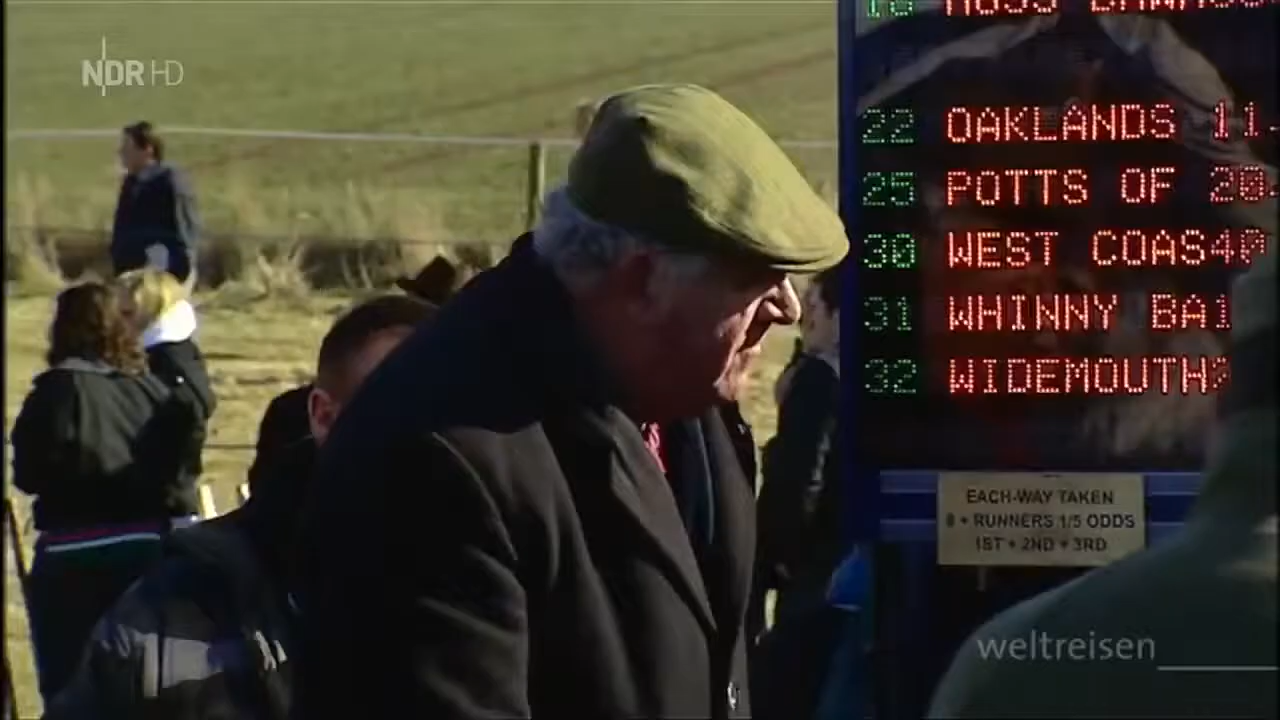 NDR HD
22 OAKLANDS 11.
25 POTTS OF 20.
30 WEST COAS40
31 WHINNY BA1
32 WIDEMOUTH
EACH-WAY TAKEN
8 + RUNNERS 1/5 ODDS
1ST + 2ND + 3RD
weltreisen